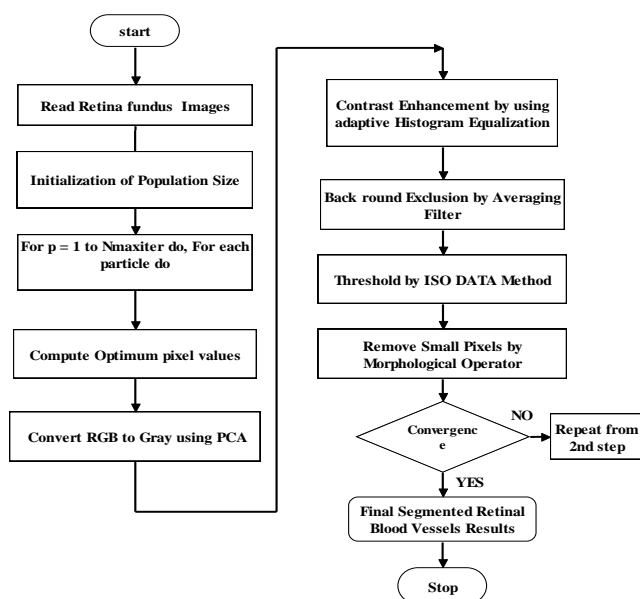 start
Read Retina fundus Images
Initialization of Population Size
For p = 1 to Nmaxiter do, For each
particle do
Compute Optimum pixel values
Convert RGB to Gray using PCA
Contrast Enhancement by using
adaptive Histogram Equalization
Back round Exclusion by Averaging
Filter
Threshold by ISO DATA Method
Remove Small Pixels by
Morphological Operator
Convergenc
e
NO
Repeat from
2nd step
YES
Final Segmented Retinal
Blood Vessels Results
Stop